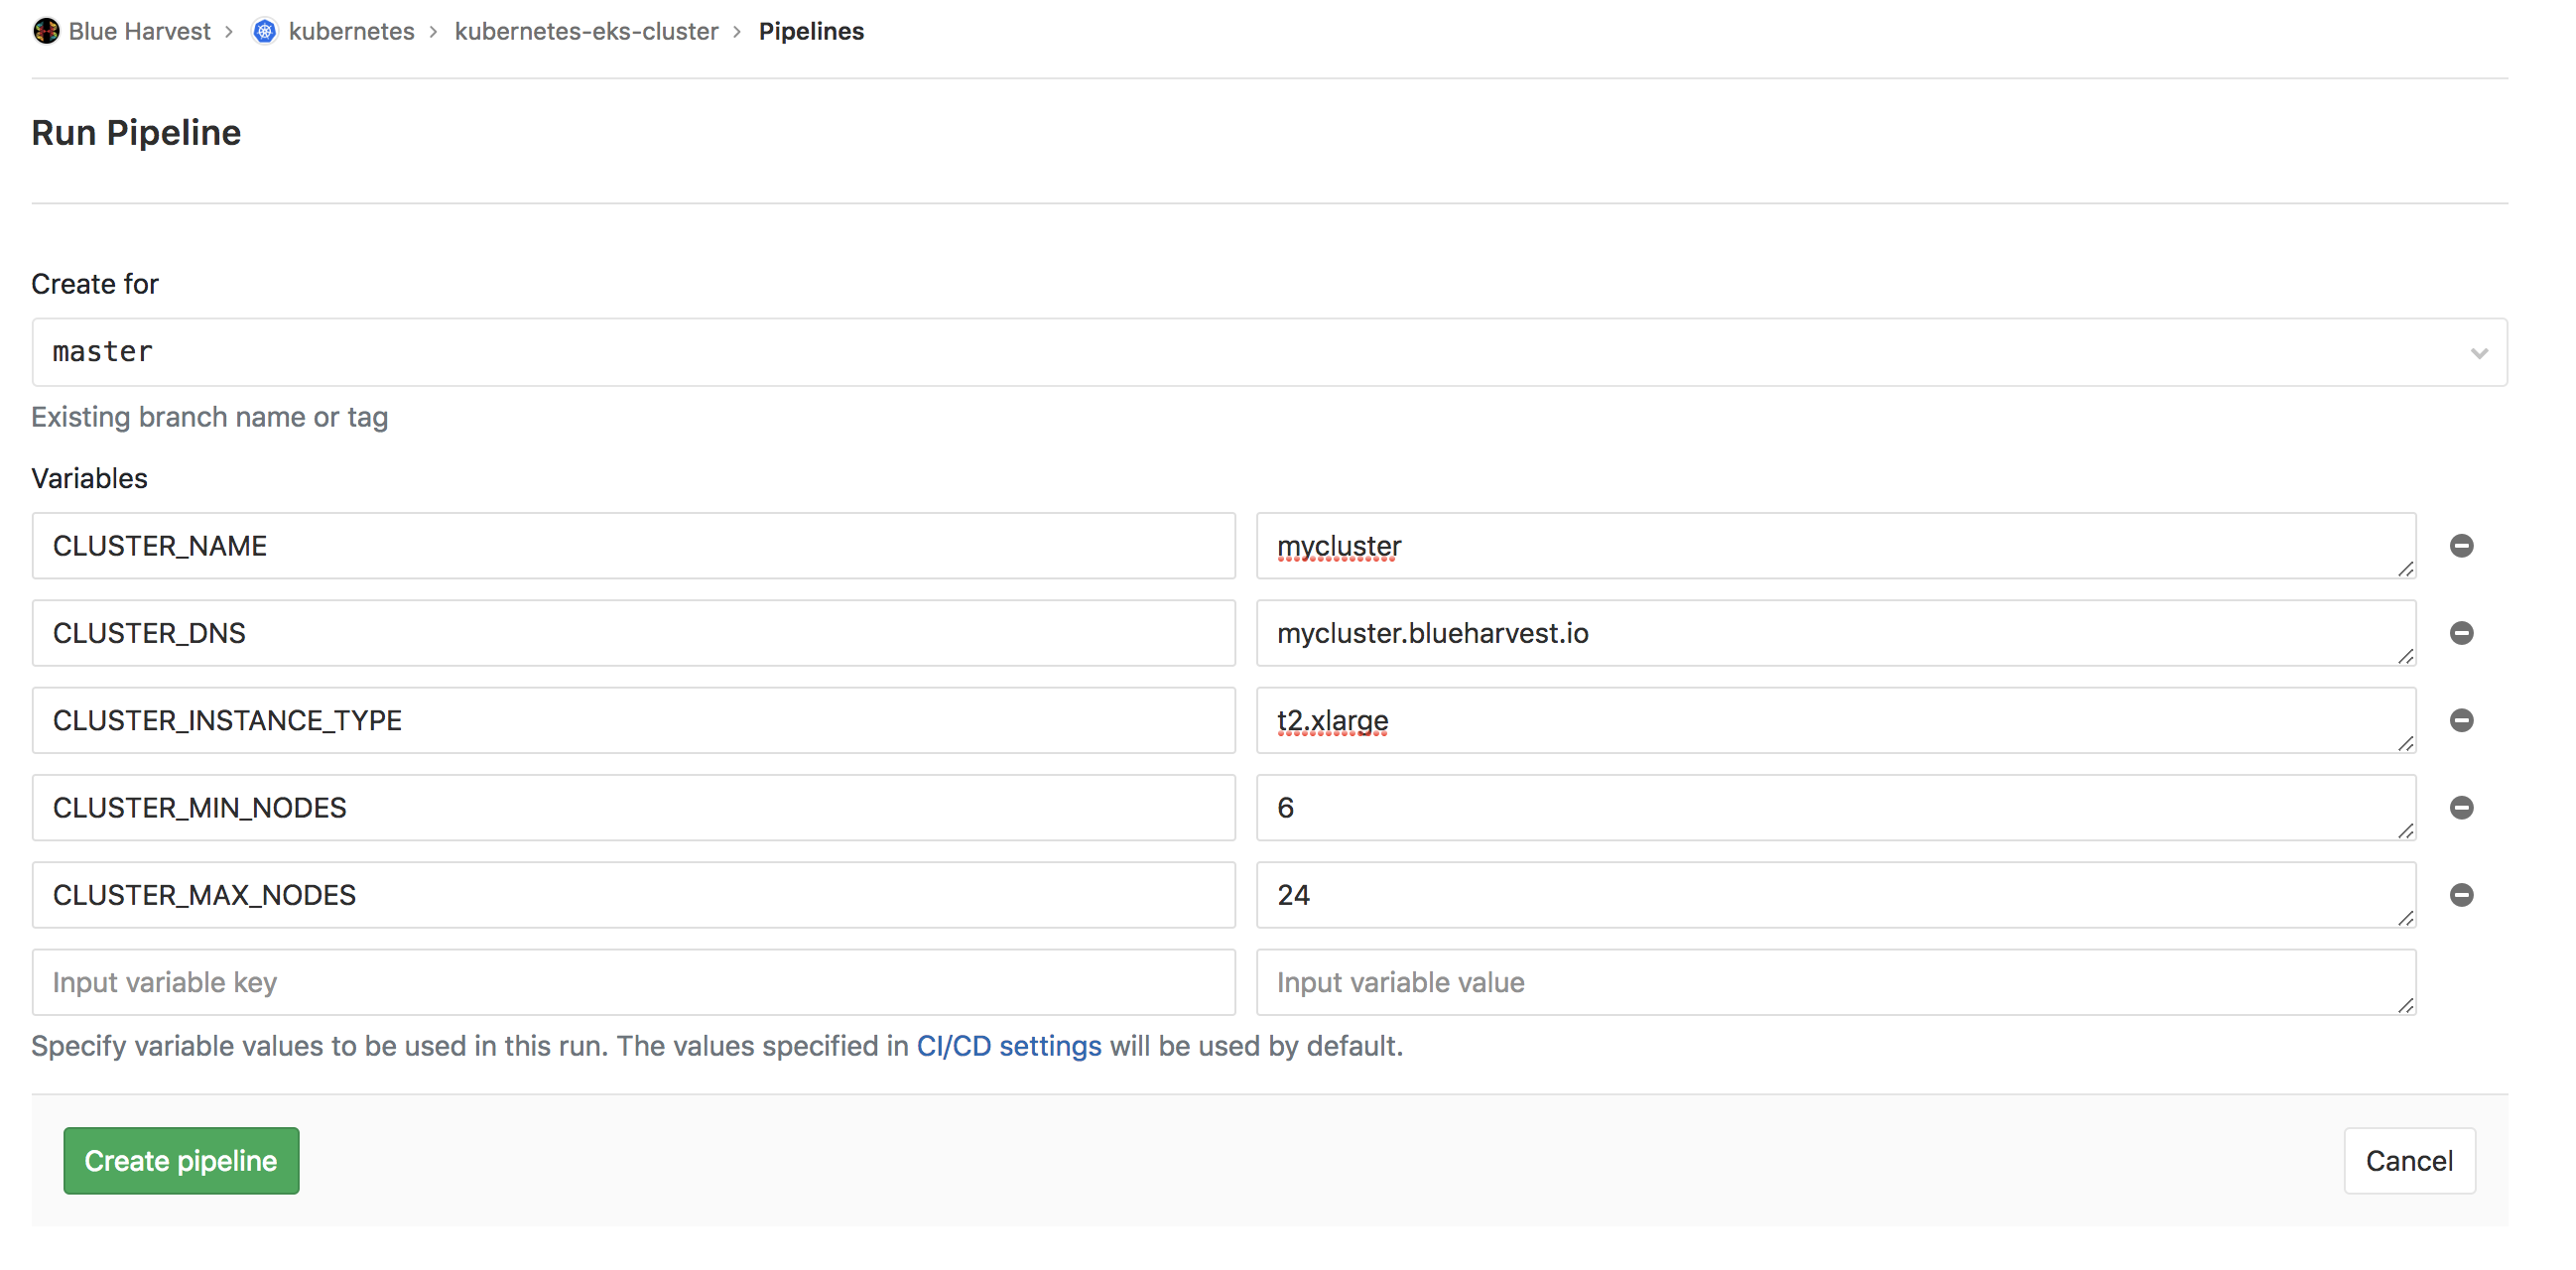 Blue Harvest > kubernetes > kubernetes-eks-cluster > Pipelines
Run Pipeline
Create for
master
Existing branch name or tag
Variables
CLUSTER_NAME mycluster
CLUSTER_DNS mycluster.blueharvest.io
CLUSTER_INSTANCE_TYPE t2.xlarge
CLUSTER_MIN_NODES 6
CLUSTER_MAX_NODES 24
Input variable key Input variable value
Specify variable values to be used in this run. The values specified in CI/CD settings will be used by default.
Create pipeline Cancel